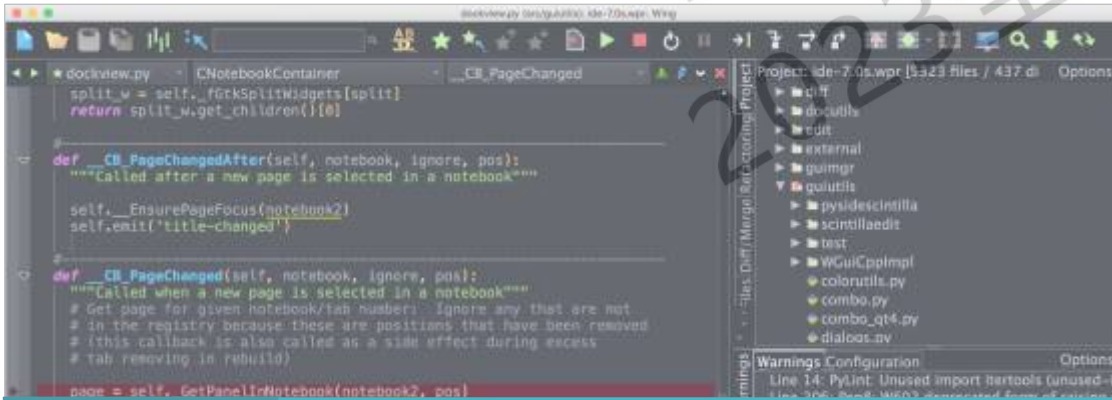 dockview.py (src/guiutils): ide-7.0s.wpr: Wing
dockview.py
CNotebookContainer
__CB_PageChanged
split_w = self._fGtkSplitWidgets[split]
return split_w.get_children()[0]
def __CB_PageChangedAfter(self, notebook, ignore, pos):
"""Called after a new page is selected in a notebook"""
self.__EnsurePageFocus(notebook2)
self.emit('title-changed')
def __CB_PageChanged(self, notebook, ignore, pos):
"""Called when a new page is selected in a notebook"""
# Get page for given notebook/tab number: Ignore any that are not
# in the registry because these are positions that have been removed
# (this callback is also called as a side effect during excess
# tab removing in rebuild)
page = self._GetPanelInNotebook(notebook2, pos)
Files Diff/Merge Refactoring Project
Project: ide-7.0s.wpr [5323 files / 437 di
Options
diff
docutils
edit
external
guimgr
guiutils
pysidescintilla
scintillaedit
test
WGuiCppImpl
colorutils.py
combo.py
combo_qt4.py
dialogs.py
Warnings Configuration
Options
Line 14: PyLint: Unused import itertools (unused-
2023